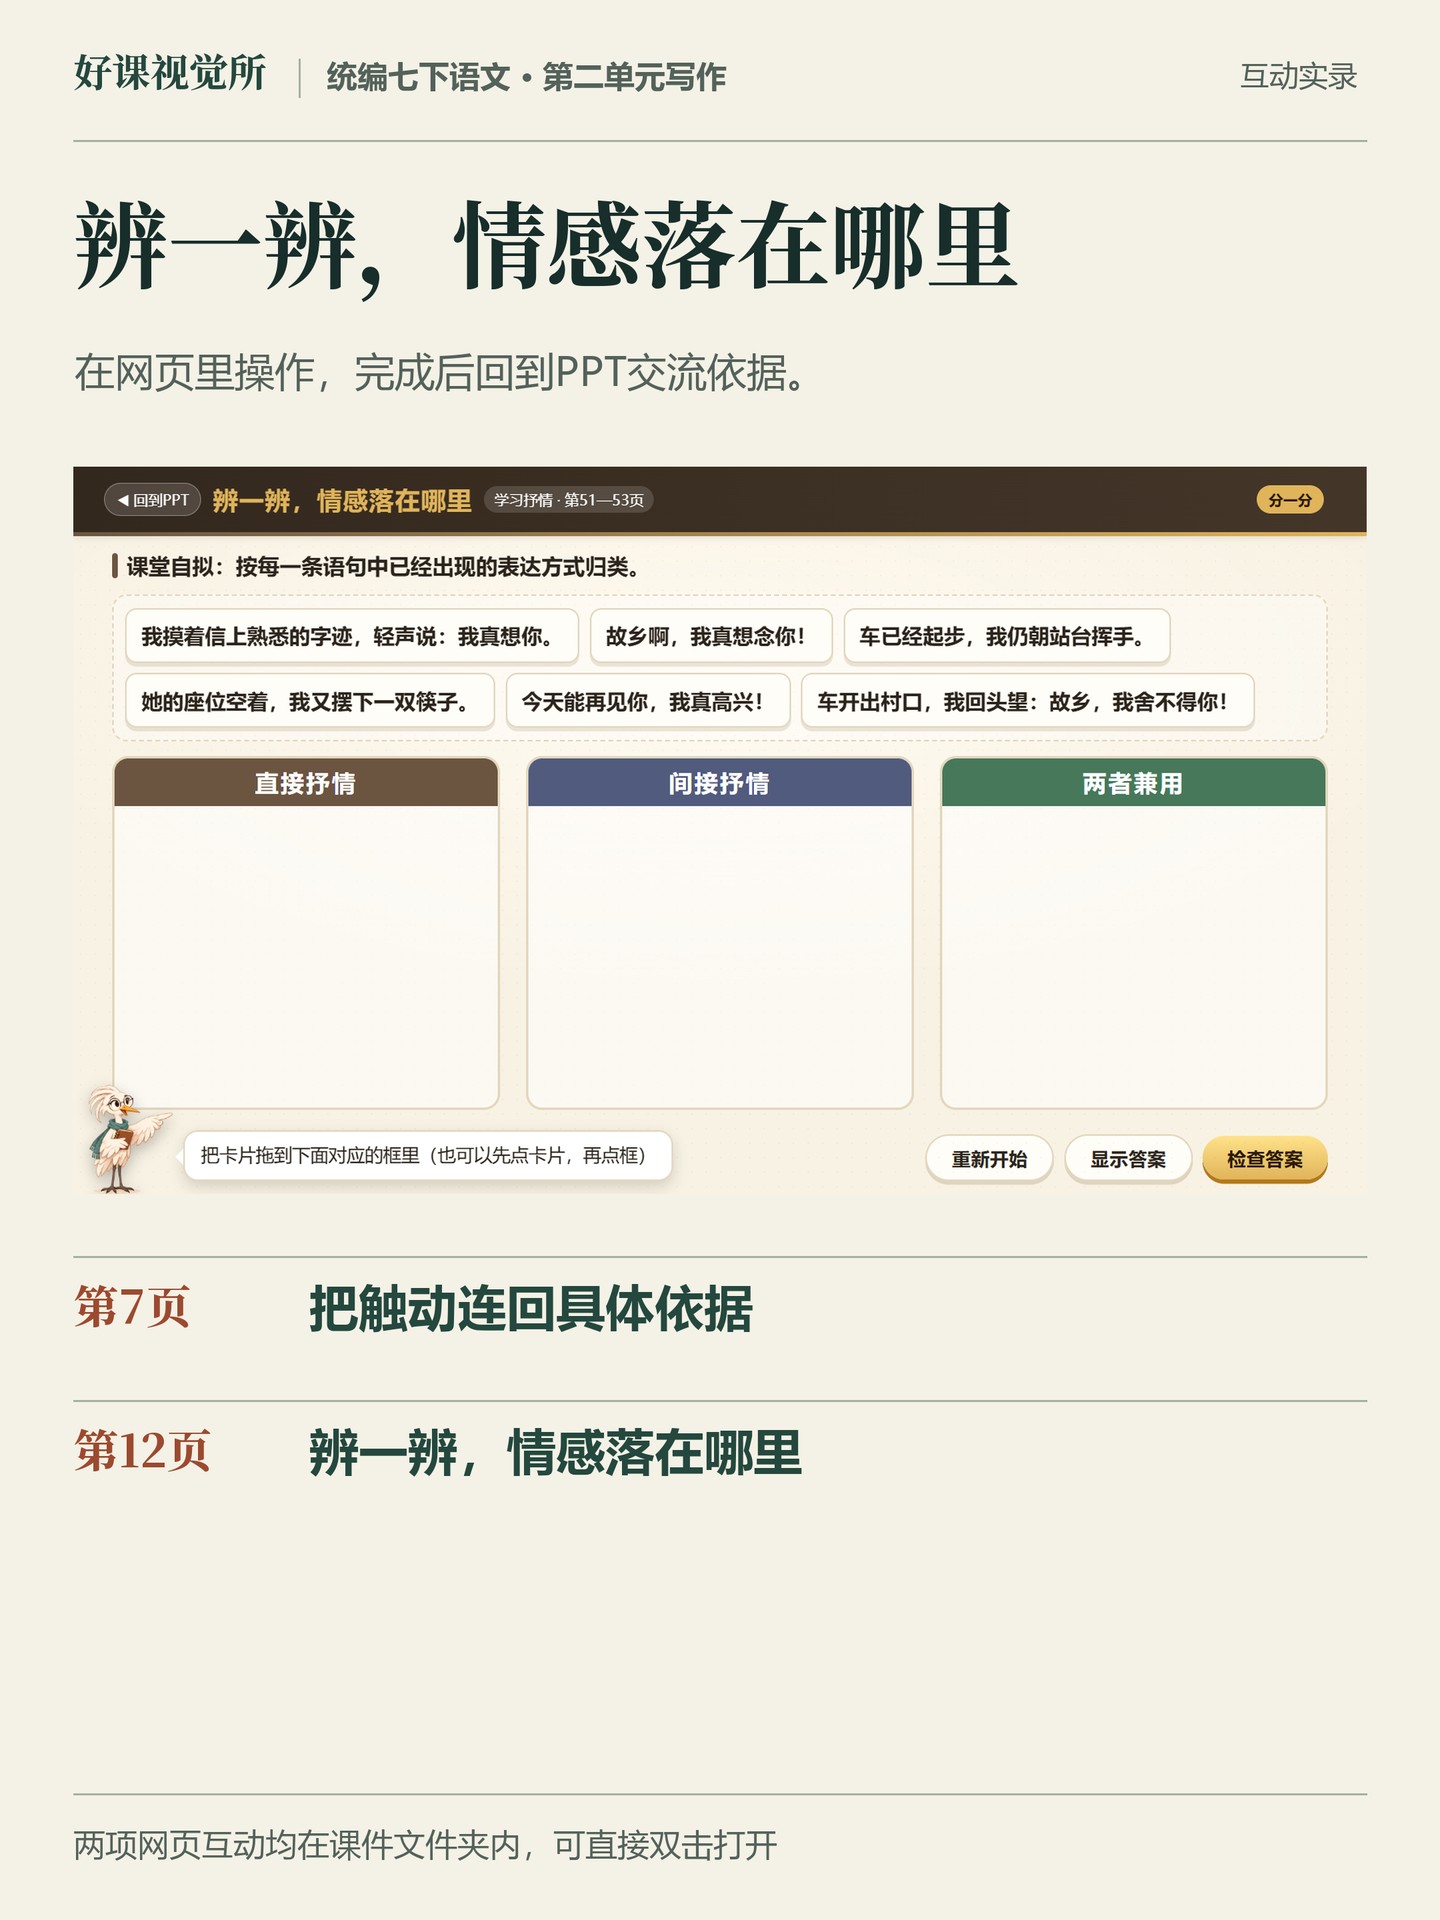 好课视觉所 统编七下语文·第二单元写作 互动实录
辨一辨，情感落在哪里
在网页里操作，完成后回到PPT交流依据。
◀ 回到PPT 辨一辨，情感落在哪里 学习抒情·第51—53页 分一分
课堂自拟：按每一条语句中已经出现的表达方式归类。
我摸着信上熟悉的字迹，轻声说：我真想你。 故乡啊，我真想念你！ 车已经起步，我仍朝站台挥手。
她的座位空着，我又摆下一双筷子。 今天能再见你，我真高兴！ 车开出村口，我回头望：故乡，我舍不得你！
直接抒情 间接抒情 两者兼用
把卡片拖到下面对应的框里（也可以先点卡片，再点框） 重新开始 显示答案 检查答案
第7页 把触动连回具体依据
第12页 辨一辨，情感落在哪里
两项网页互动均在课件文件夹内，可直接双击打开